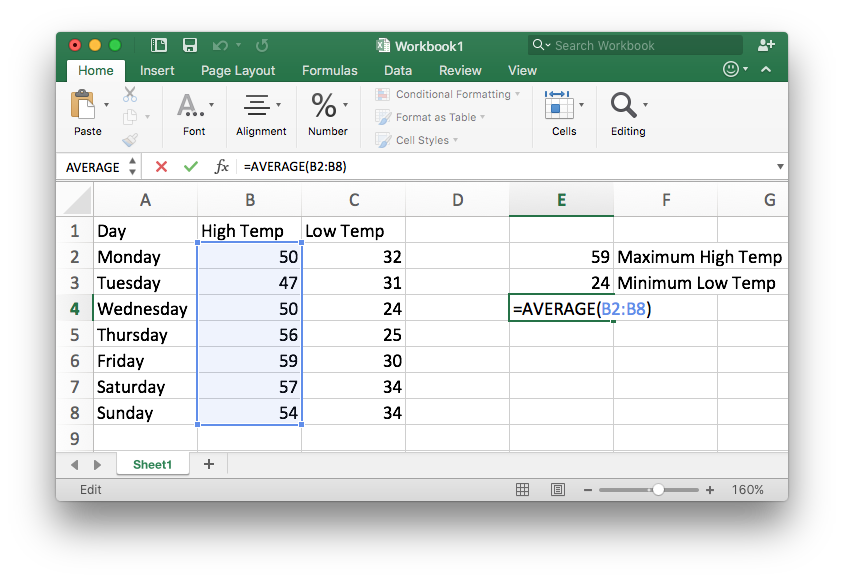 Workbook1
Search Workbook
Home Insert Page Layout Formulas Data Review View
Paste
A...
Font
Alignment
%
Number
Conditional Formatting
Format as Table
Cell Styles
Cells
Editing
AVERAGE fx =AVERAGE(B2:B8)
A B C D E F G
1 Day High Temp Low Temp
2 Monday 50 32 59 Maximum High Temp
3 Tuesday 47 31 24 Minimum Low Temp
4 Wednesday 50 24 =AVERAGE(B2:B8)
5 Thursday 56 25
6 Friday 59 30
7 Saturday 57 34
8 Sunday 54 34
9
Sheet1 +
Edit 160%